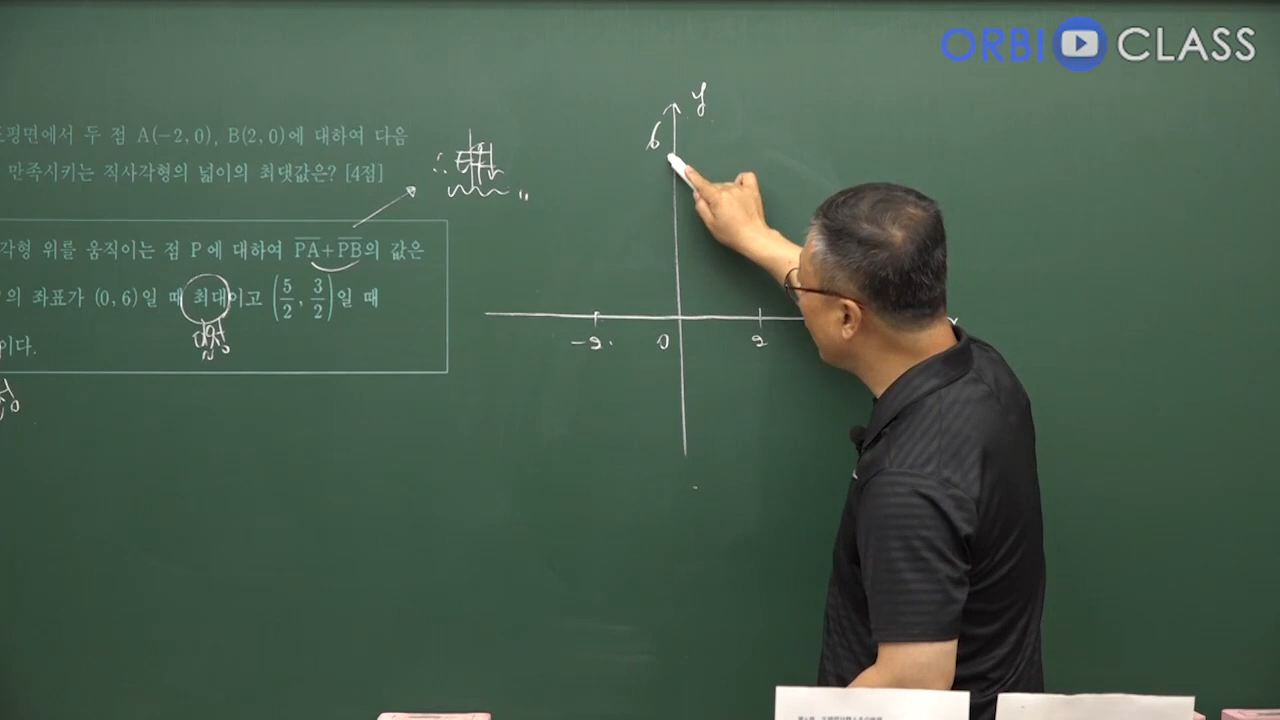 ORBI CLASS
표평면에서 두 점 A(−2, 0), B(2, 0)에 대하여 다음
만족시키는 직사각형의 넓이의 최댓값은? [4점]
각형 위를 움직이는 점 P에 대하여 PA+PB의 값은
의 좌표가 (0, 6)일 때 최대이고 (5/2, 3/2)일 때
이다.
y
6
-2
0
2